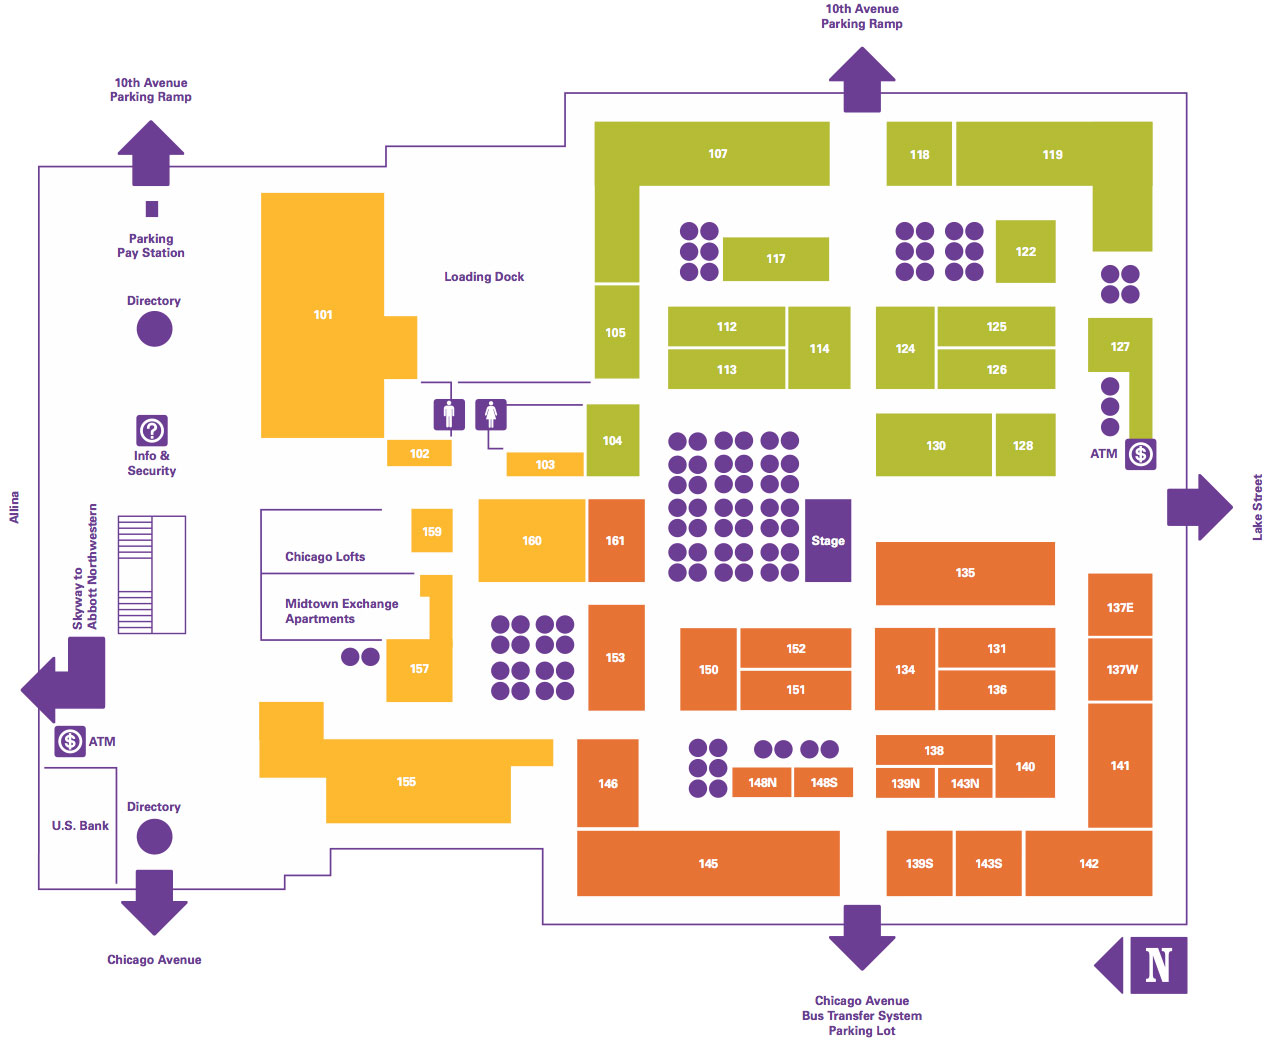 10th Avenue
Parking Ramp
10th Avenue
Parking Ramp
107
118
119
Parking
Pay Station
117
122
Loading Dock
Directory
101
105
112
114
124
125
127
113
126
104
130
128
102
103
Info &
Security
ATM
$
?
Allina
Skyway to
Abbott Northwestern
Lake Street
159
160
161
Stage
Chicago Lofts
135
Midtown Exchange
Apartments
137E
153
150
152
134
131
157
151
136
137W
$
ATM
155
146
148N
148S
138
139N
143N
140
141
Directory
U.S. Bank
145
139S
143S
142
Chicago Avenue
N
Chicago Avenue
Bus Transfer System
Parking Lot